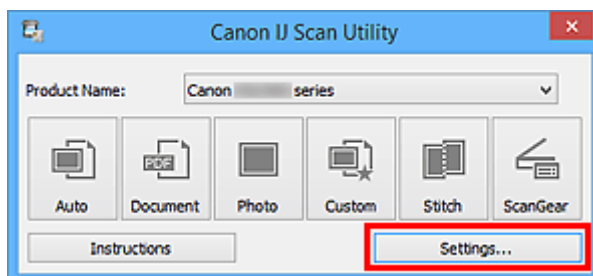 Canon IJ Scan Utility
Product Name: Canon series
PDF
Auto Document Photo Custom Stitch ScanGear
Instructions Settings...